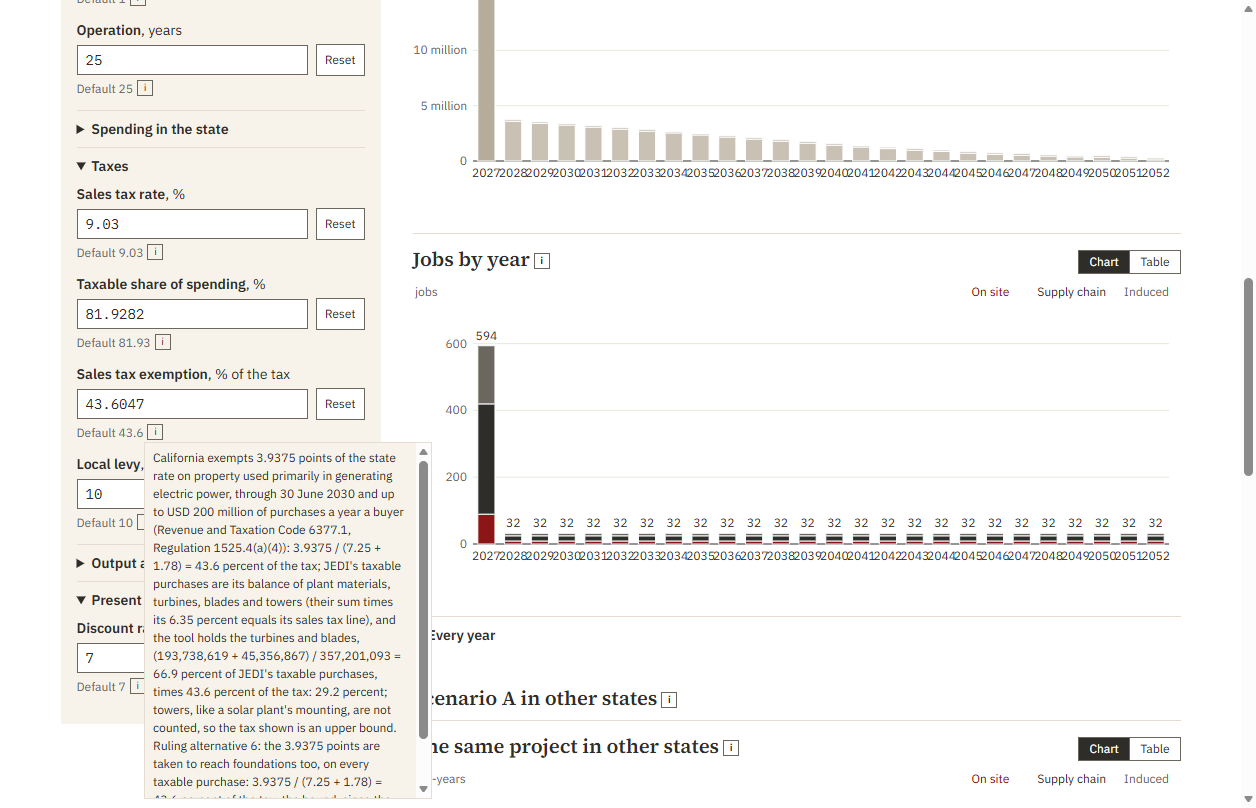 Default 1 i
Operation, years
25
Reset
Default 25 i
Spending in the state
Taxes
Sales tax rate, %
9.03
Reset
Default 9.03 i
Taxable share of spending, %
81.9282
Reset
Default 81.93 i
Sales tax exemption, % of the tax
43.6047
Reset
Default 43.6 i
Local levy,
10
Default 10
Output a
Present
Discount ra
7
Default 7 i
California exempts 3.9375 points of the state
rate on property used primarily in generating
electric power, through 30 June 2030 and up
to USD 200 million of purchases a year a buyer
(Revenue and Taxation Code 6377.1,
Regulation 1525.4(a)(4)): 3.9375 / (7.25 +
1.78) = 43.6 percent of the tax; JEDI's taxable
purchases are its balance of plant materials,
turbines, blades and towers (their sum times
its 6.35 percent equals its sales tax line), and
the tool holds the turbines and blades,
(193,738,619 + 45,356,867) / 357,201,093 =
66.9 percent of JEDI's taxable purchases,
times 43.6 percent of the tax: 29.2 percent;
towers, like a solar plant's mounting, are not
counted, so the tax shown is an upper bound.
Ruling alternative 6: the 3.9375 points are
taken to reach foundations too, on every
taxable purchase: 3.9375 / (7.25 + 1.78) =
10 million
5 million
0
2027 2028 2029 2030 2031 2032 2033 2034 2035 2036 2037 2038 2039 2040 2041 2042 2043 2044 2045 2046 2047 2048 2049 2050 2051 2052
Jobs by year i
Chart Table
jobs
On site Supply chain Induced
594
600
400
200
32 32 32 32 32 32 32 32 32 32 32 32 32 32 32 32 32 32 32 32 32 32 32 32 32
0
2027 2028 2029 2030 2031 2032 2033 2034 2035 2036 2037 2038 2039 2040 2041 2042 2043 2044 2045 2046 2047 2048 2049 2050 2051 2052
Every year
cenario A in other states i
he same project in other states i
Chart Table
-years
On site Supply chain Induced